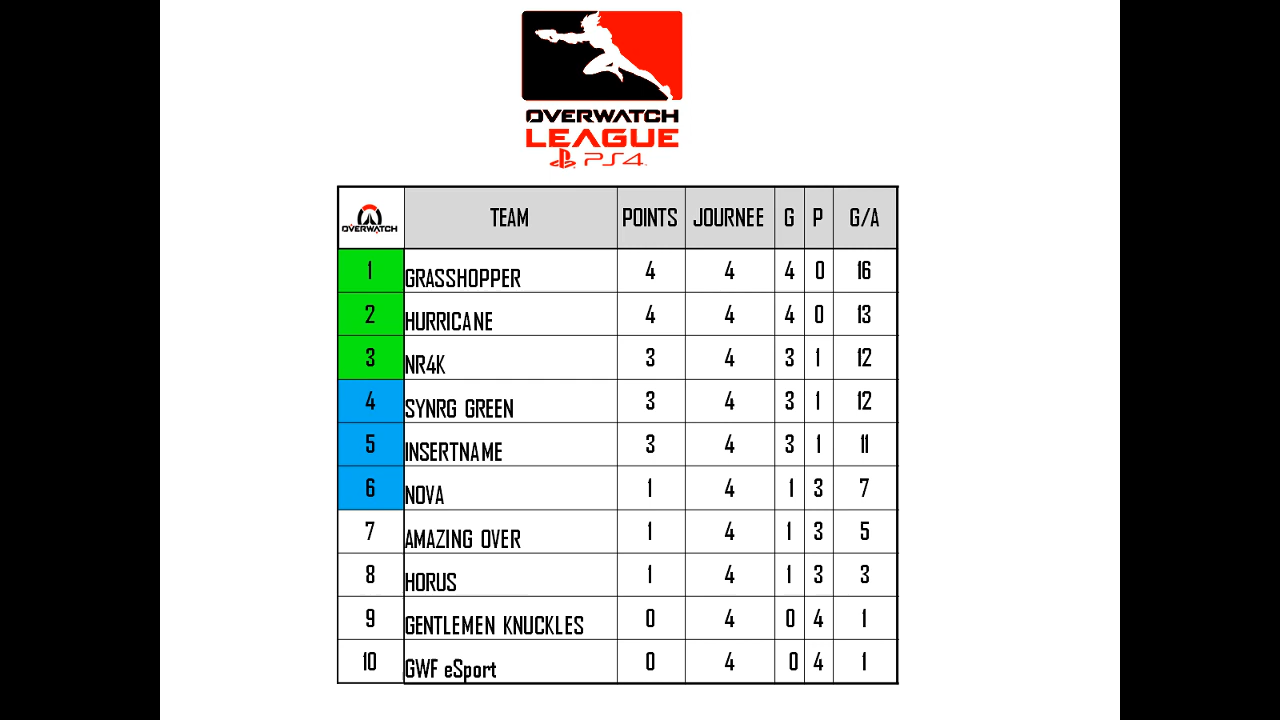 OVERWATCH
LEAGUE
PS4
OVERWATCH TEAM POINTS JOURNEE G P G/A
1 GRASSHOPPER 4 4 4 0 16
2 HURRICANE 4 4 4 0 13
3 NR4K 3 4 3 1 12
4 SYNRG GREEN 3 4 3 1 12
5 INSERTNAME 3 4 3 1 11
6 NOVA 1 4 1 3 7
7 AMAZING OVER 1 4 1 3 5
8 HORUS 1 4 1 3 3
9 GENTLEMEN KNUCKLES 0 4 0 4 1
10 GWF eSport 0 4 0 4 1